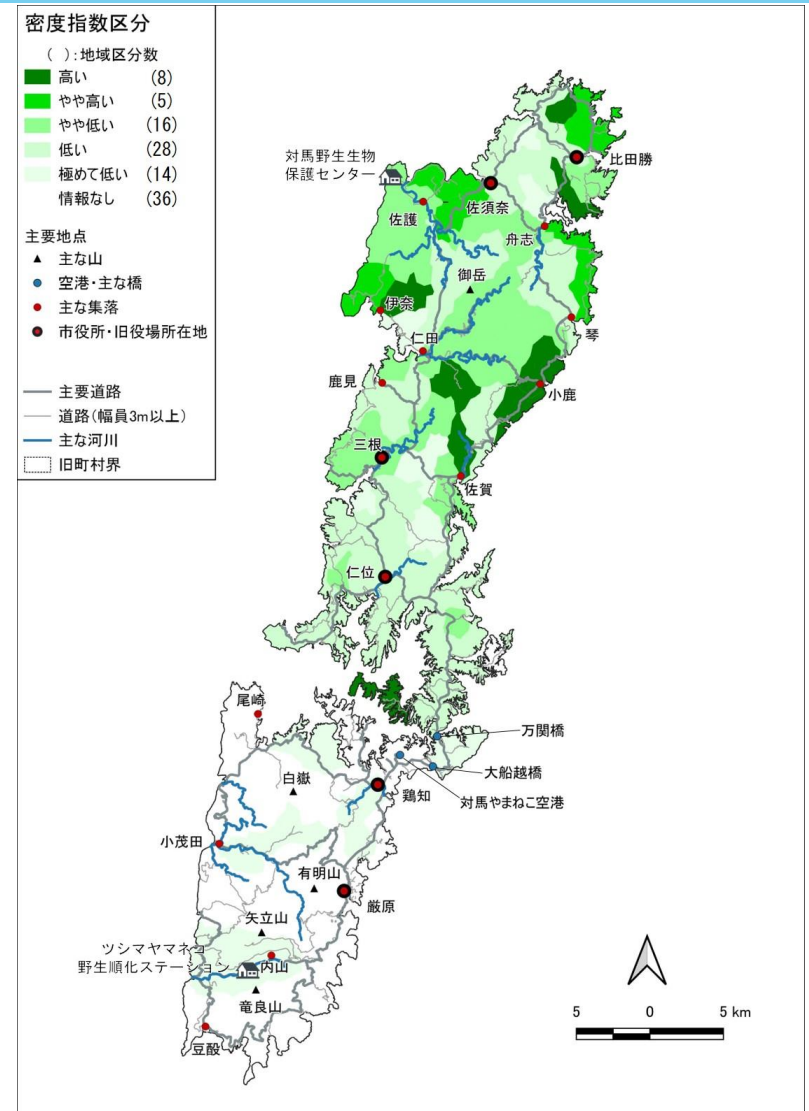 密度指数区分
( ):地域区分数
高い (8)
やや高い (5)
やや低い (16)
低い (28)
極めて低い (14)
情報なし (36)
主要地点
主な山
空港・主な橋
主な集落
市役所・旧役場所在地
主要道路
道路(幅員3m以上)
主な河川
旧町村界
対馬野生生物
保護センター
比田勝
佐須奈
佐護
舟志
御岳
伊奈
琴
仁田
鹿見
小鹿
三根
佐賀
仁位
尾崎
万関橋
大船越橋
白嶽
鶏知
対馬やまねこ空港
小茂田
有明山
厳原
矢立山
ツシマヤマネコ
野生順化ステーション
内山
竜良山
豆酘
5 0 5 km